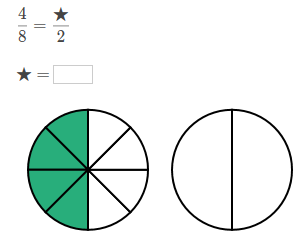 4/8 = ★/2
★ =